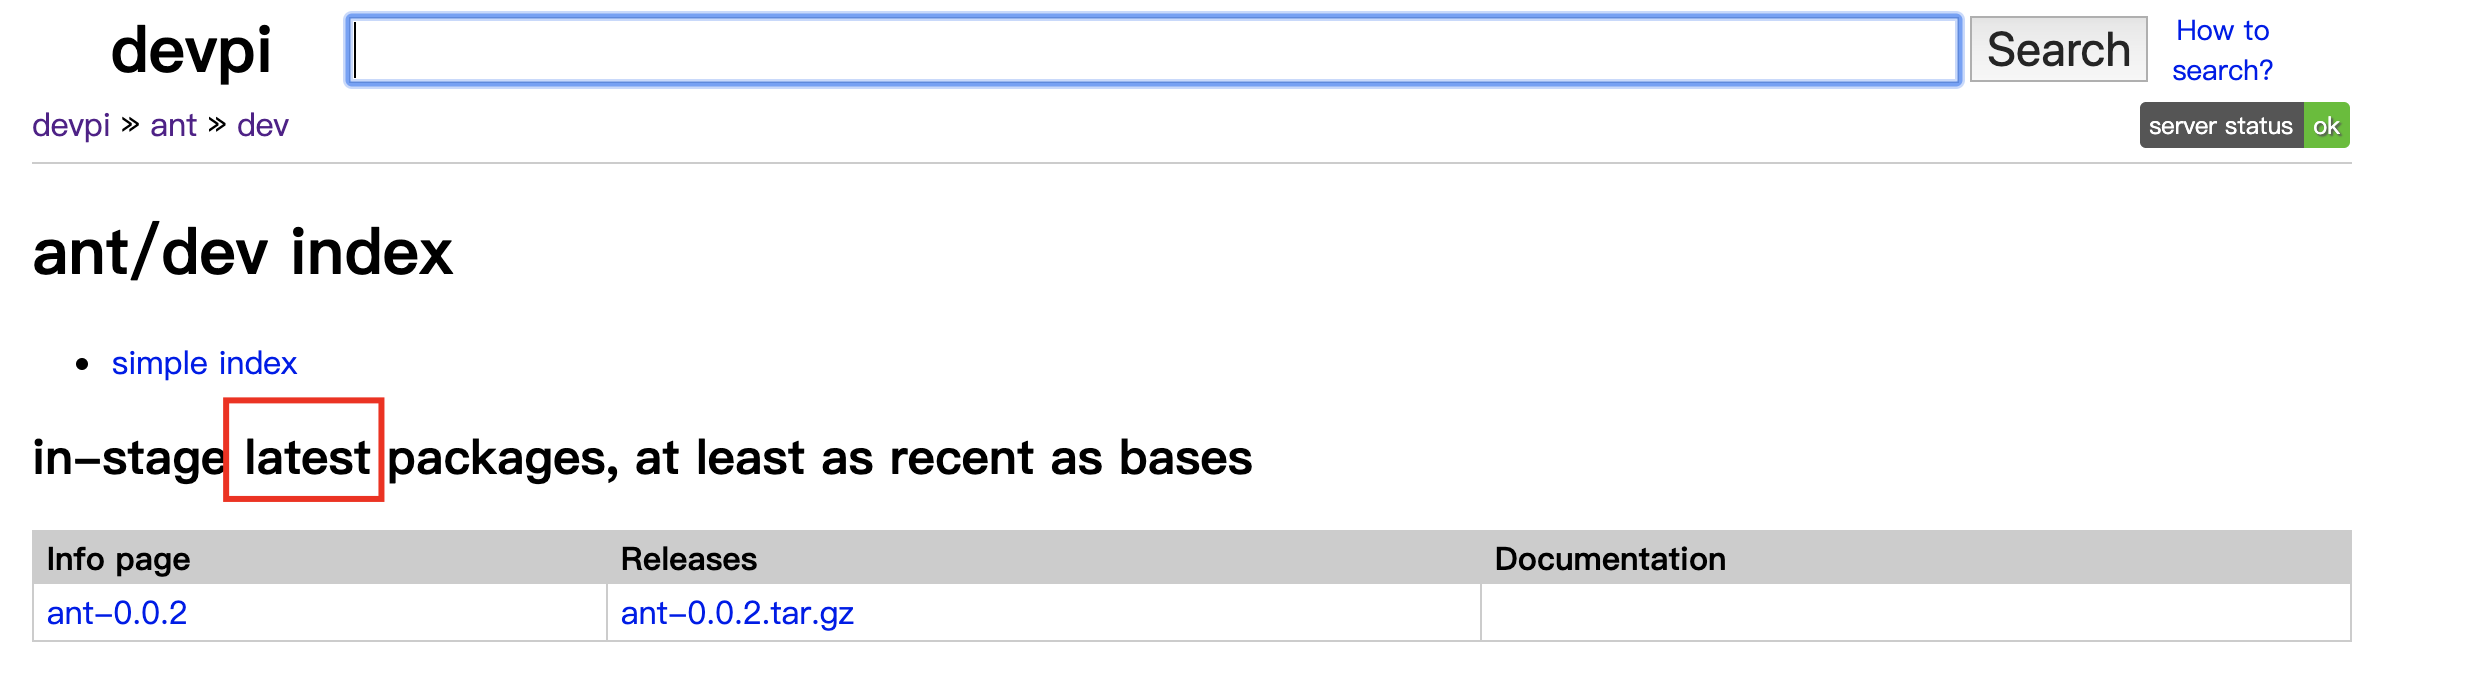 devpi
Search
How to
search?
devpi » ant » dev
server status ok
ant/dev index
simple index
in-stage latest packages, at least as recent as bases
Info page Releases Documentation
ant-0.0.2 ant-0.0.2.tar.gz